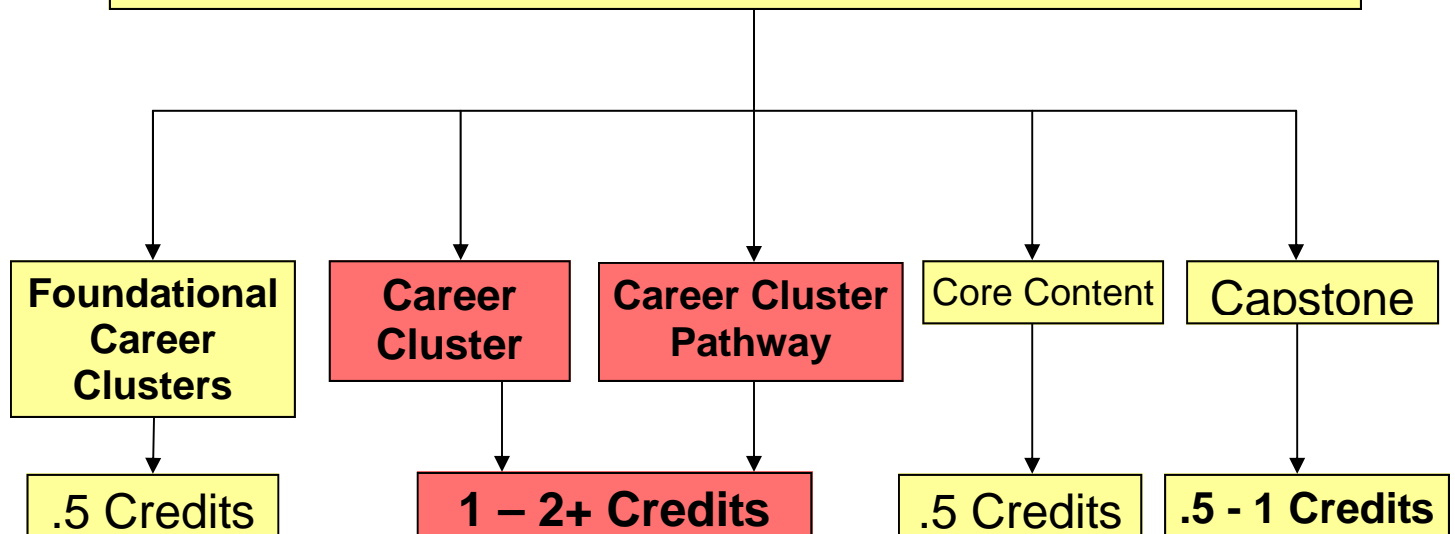 Foundational
Career
Clusters
Career
Cluster
Career Cluster
Pathway
Core Content
Capstone
.5 Credits
1 – 2+ Credits
.5 Credits
.5 - 1 Credits